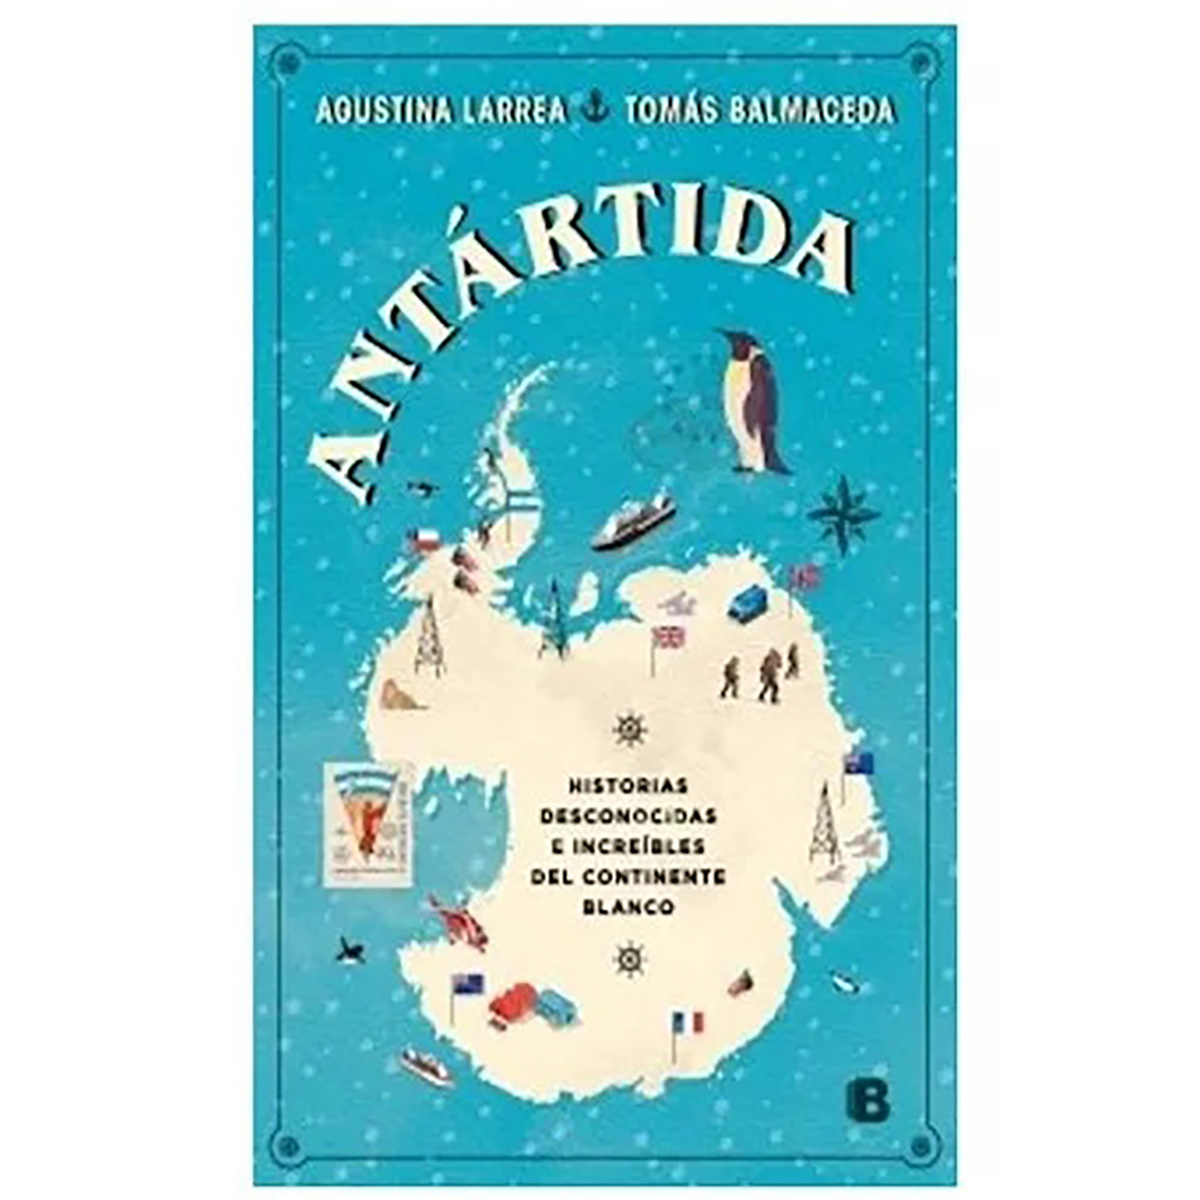 AGUSTINA LARREA TOMÁS BALMACEDA
ANTÁRTIDA
HISTORIAS
DESCONOCIDAS
E INCREÍBLES
DEL CONTINENTE
BLANCO
B